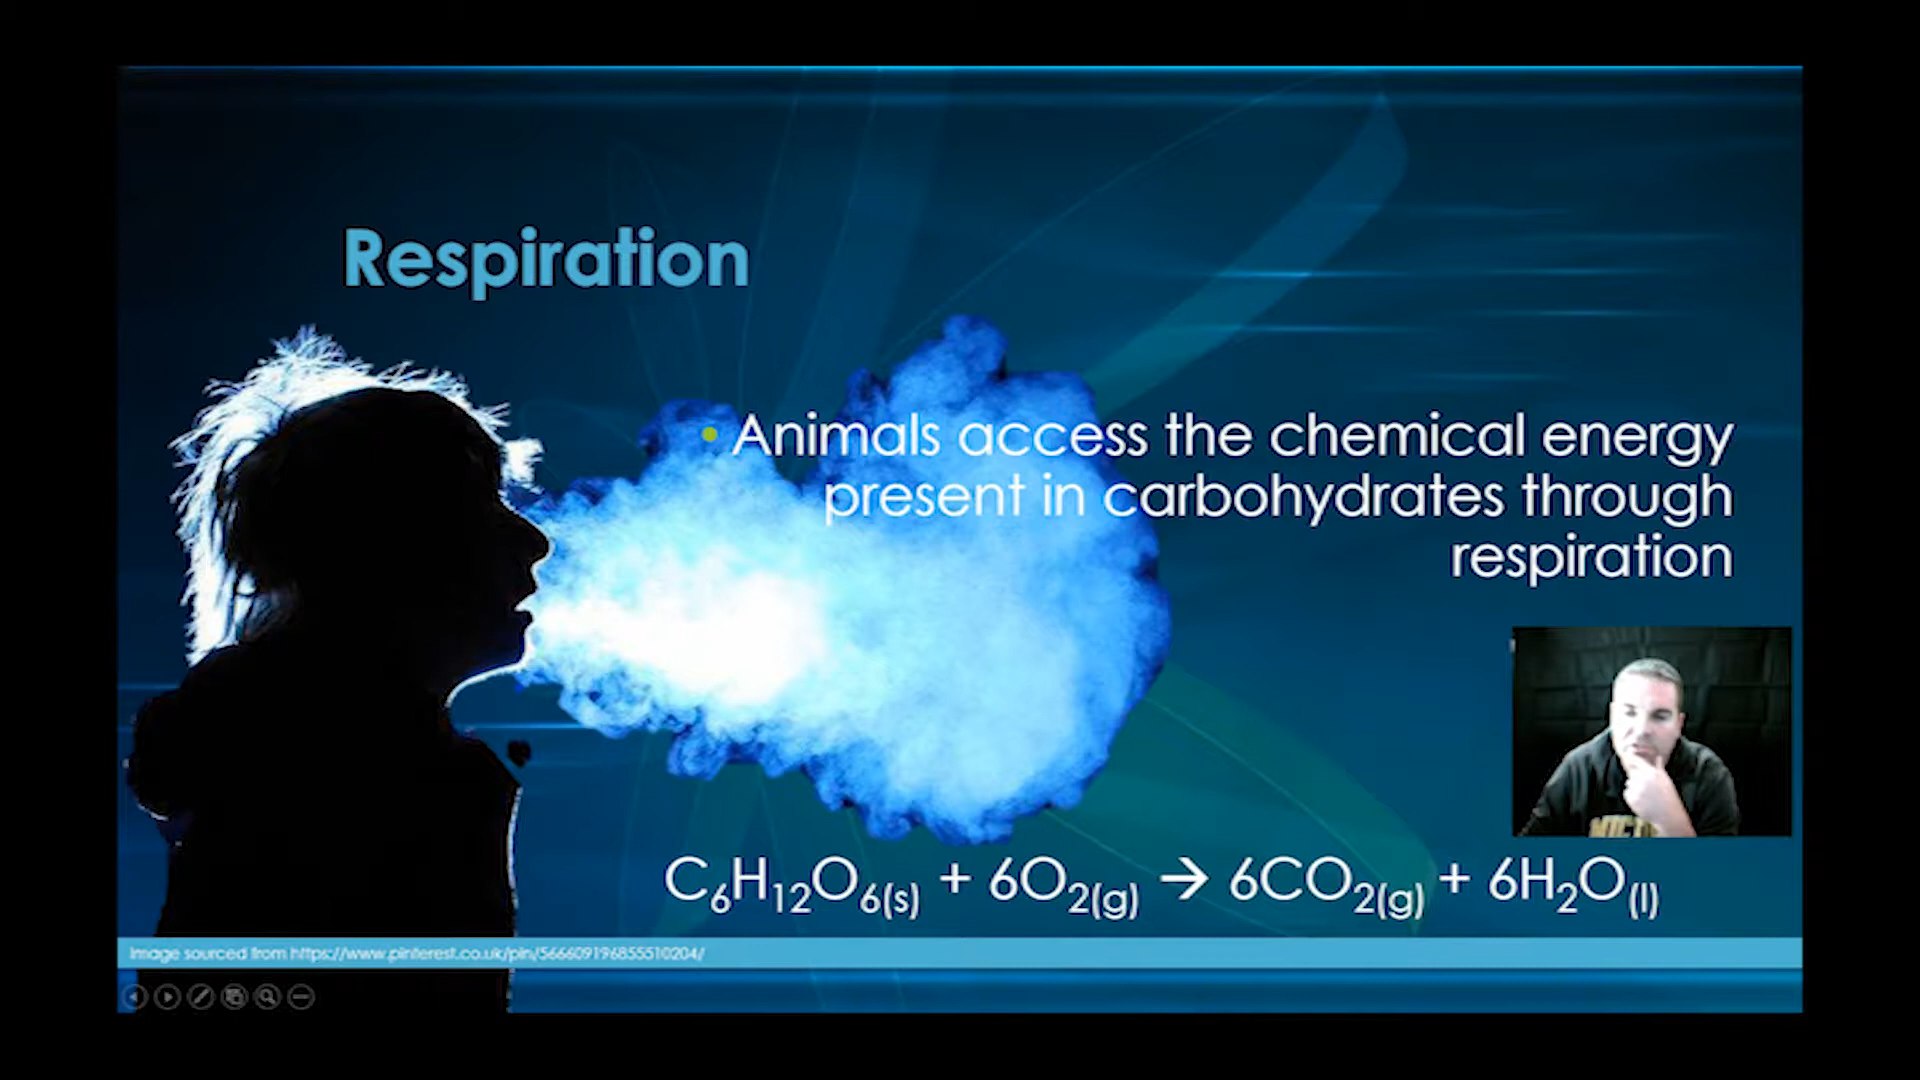 Respiration
• Animals access the chemical energy
present in carbohydrates through
respiration
C₆H₁₂O₆₍ₛ₎ + 6O₂₍g₎ → 6CO₂₍g₎ + 6H₂O₍l₎
Image sourced from https://www.pinterest.co.uk/pin/566609196855510204/